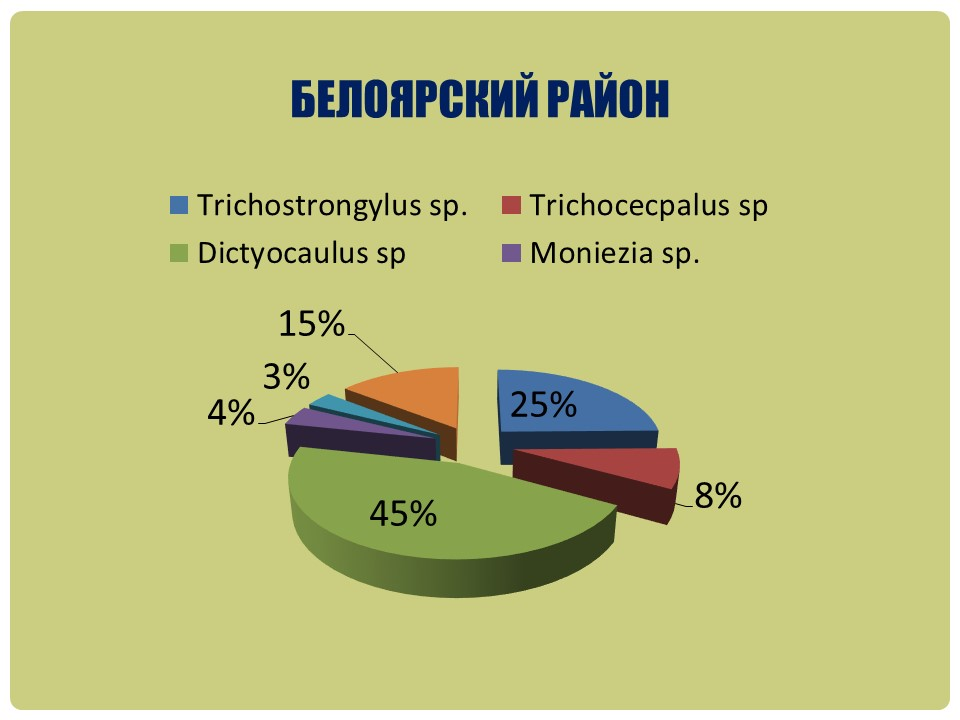 БЕЛОЯРСКИЙ РАЙОН
Trichostrongylus sp.
Trichocecpalus sp
Dictyocaulus sp
Moniezia sp.
15%
3%
4%
25%
8%
45%